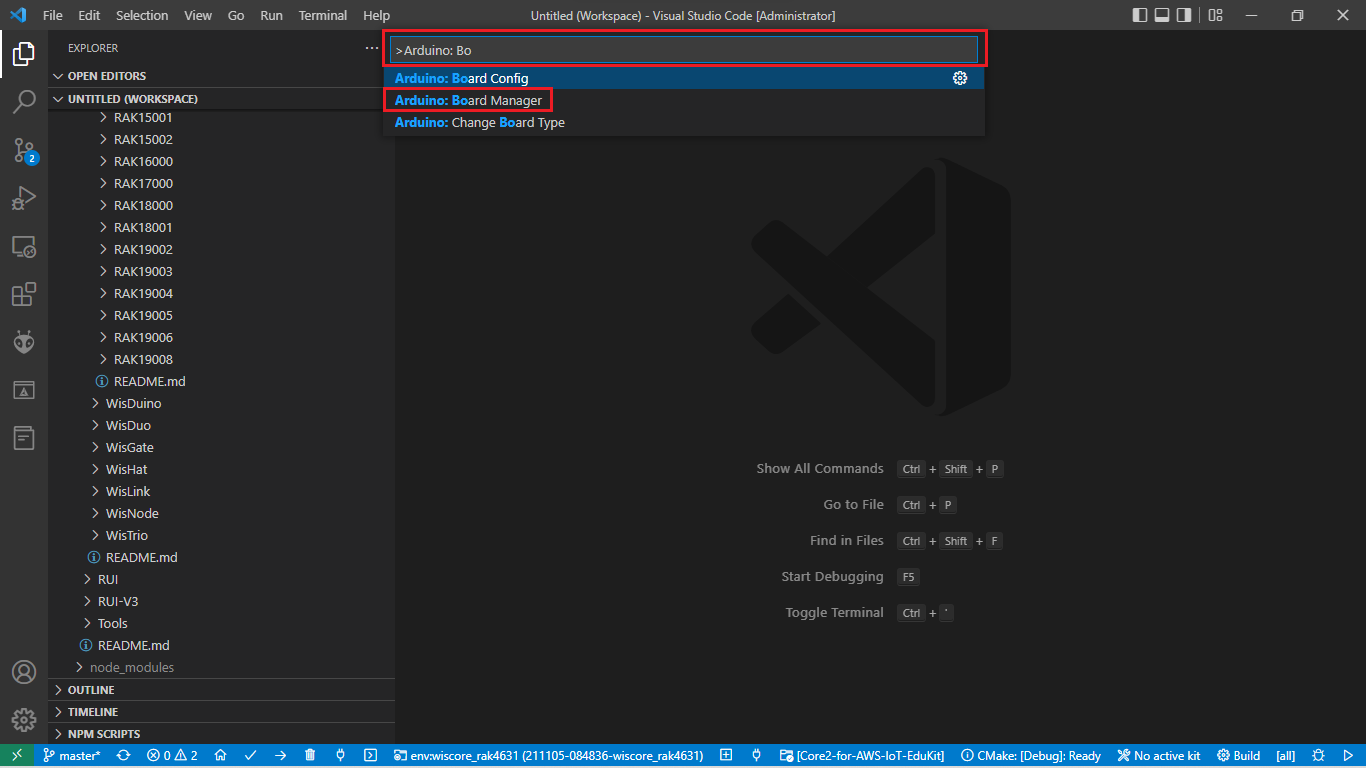 File Edit Selection View Go Run Terminal Help
Untitled (Workspace) - Visual Studio Code [Administrator]
EXPLORER
>Arduino: Bo
Arduino: Board Config
Arduino: Board Manager
Arduino: Change Board Type
OPEN EDITORS
UNTITLED (WORKSPACE)
RAK15001
RAK15002
RAK16000
RAK17000
RAK18000
RAK18001
RAK19002
RAK19003
RAK19004
RAK19005
RAK19006
RAK19008
README.md
WisDuino
WisDuo
WisGate
WisHat
WisLink
WisNode
WisTrio
README.md
RUI
RUI-V3
Tools
README.md
node_modules
OUTLINE
TIMELINE
NPM SCRIPTS
2
Show All Commands Ctrl + Shift + P
Go to File Ctrl + P
Find in Files Ctrl + Shift + F
Start Debugging F5
Toggle Terminal Ctrl + '
master* 0 2 env:wiscore_rak4631 (211105-084836-wiscore_rak4631) [Core2-for-AWS-IoT-EduKit] CMake: [Debug]: Ready No active kit Build [all]